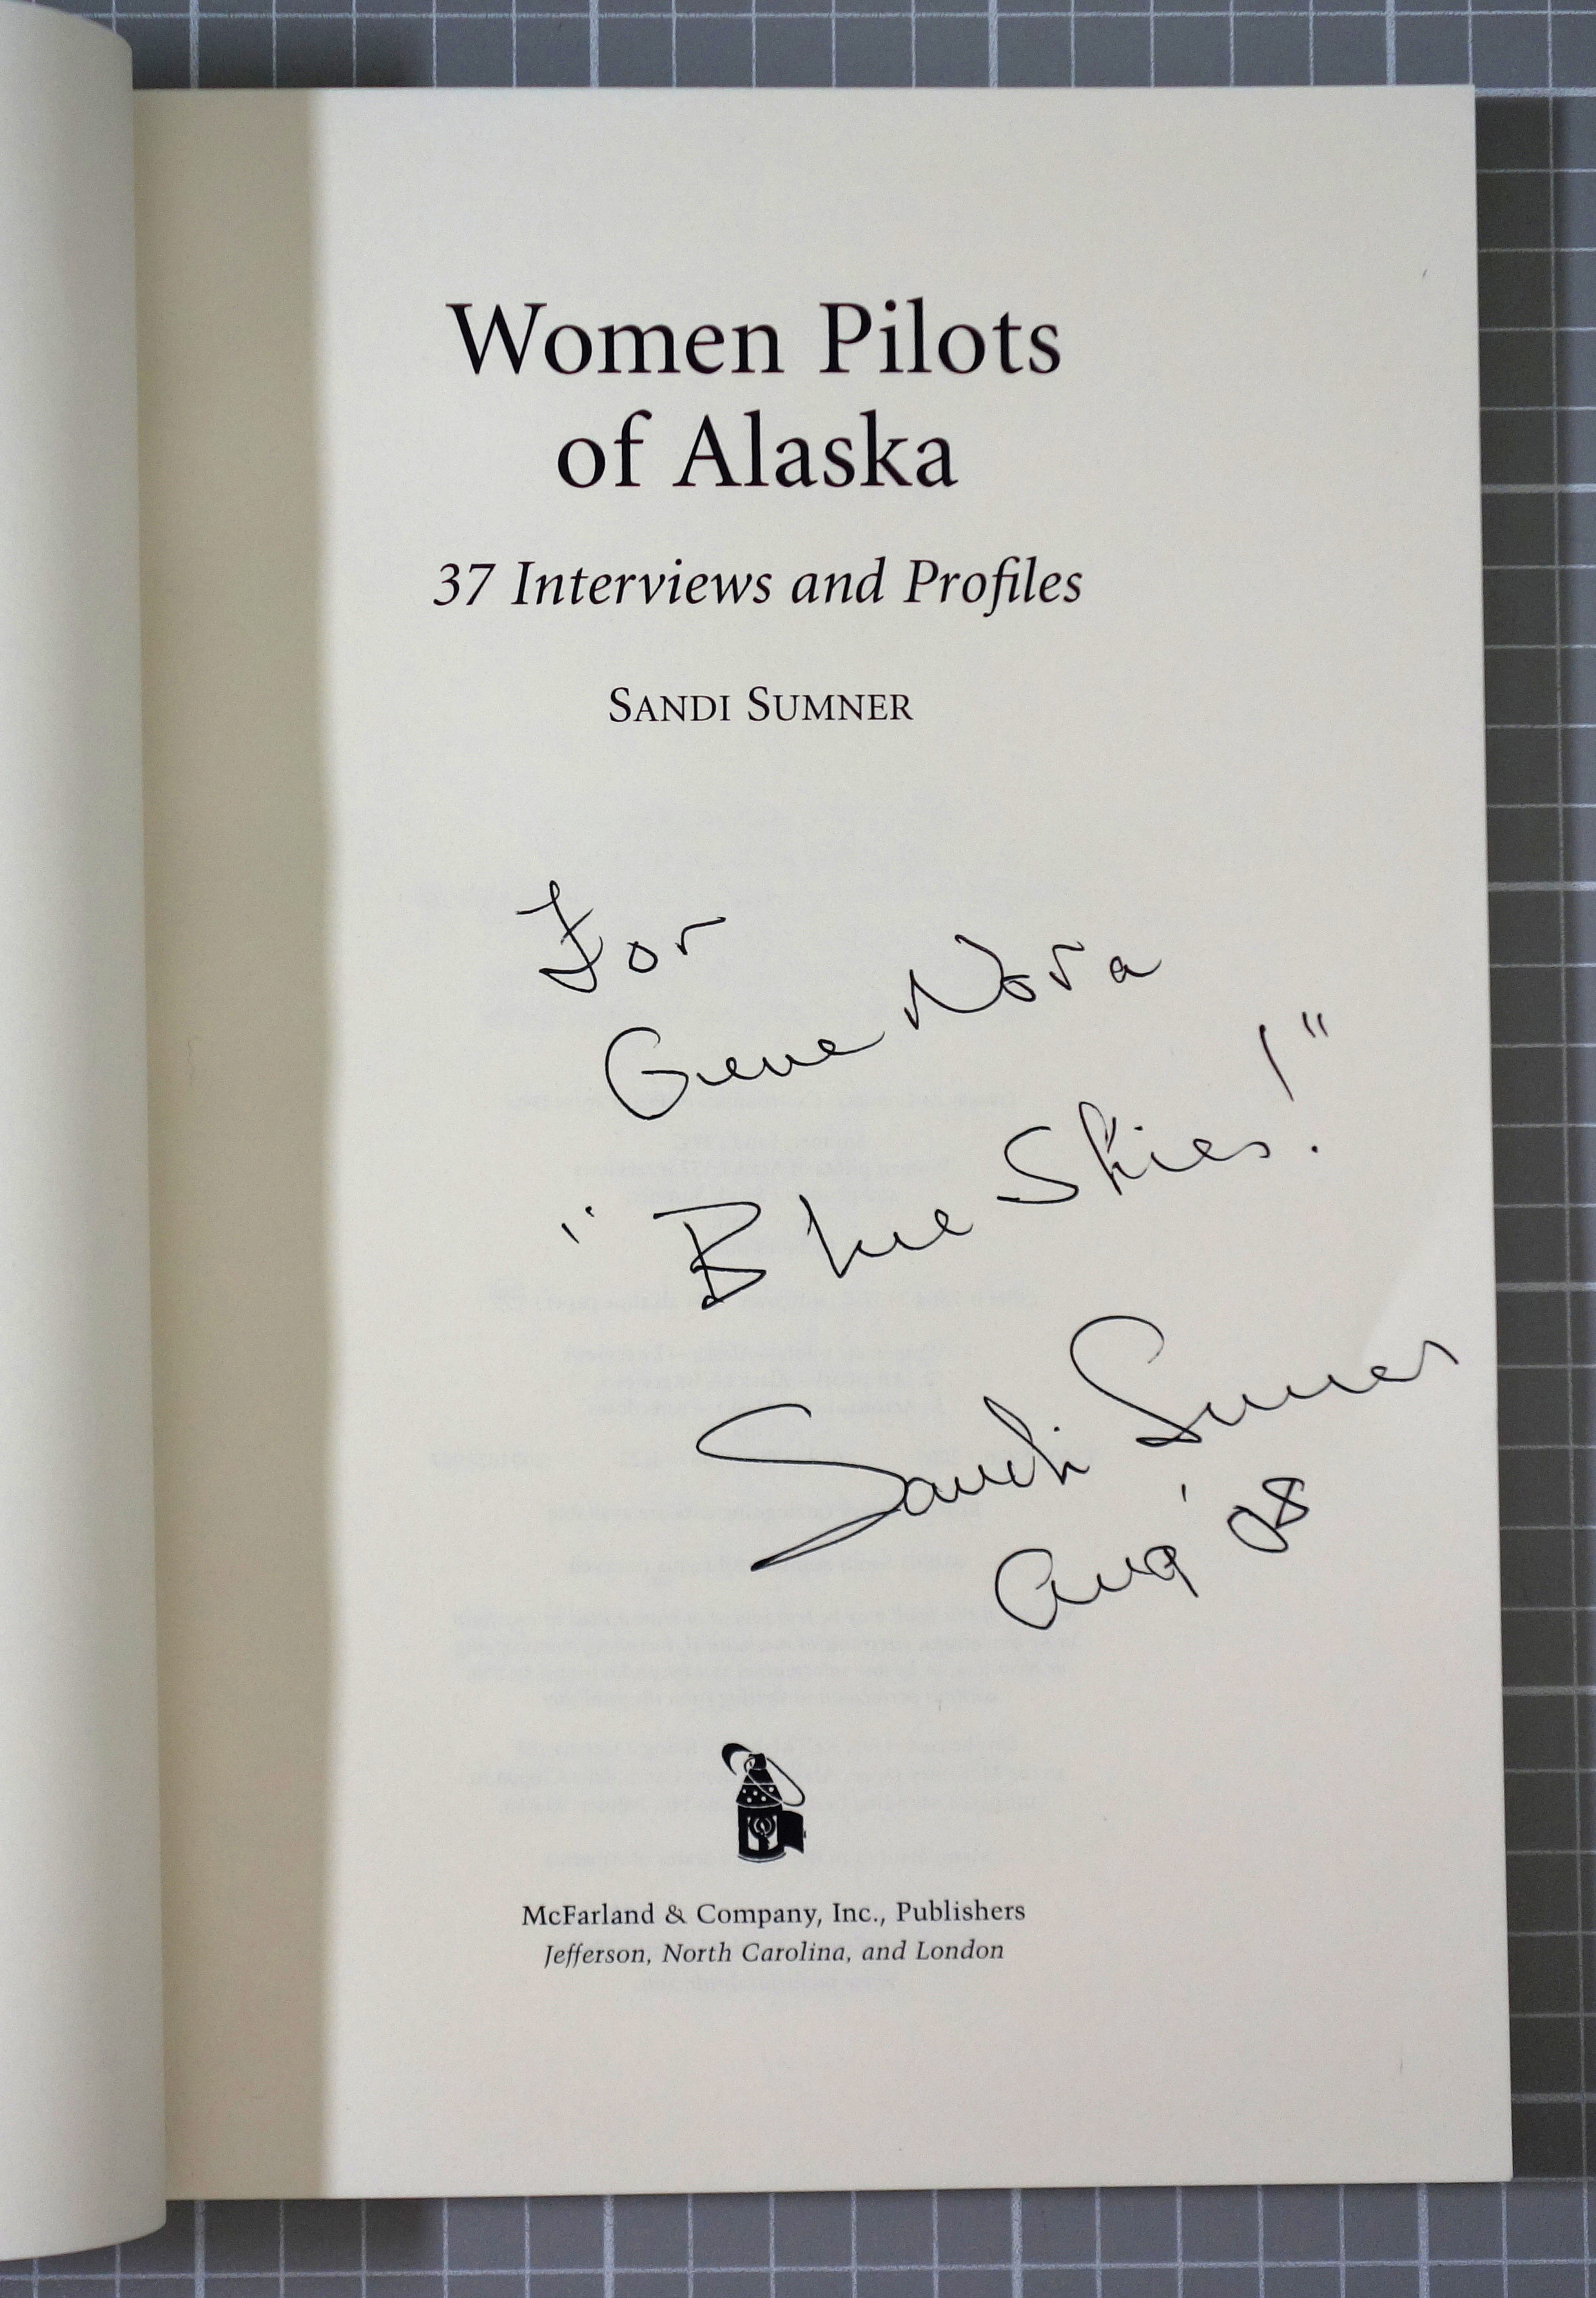 Women Pilots
of Alaska
37 Interviews and Profiles
SANDI SUMNER
For
Gene Nora
"Blue Skies!"
Sandi Sumner
Aug '08
McFarland & Company, Inc., Publishers
Jefferson, North Carolina, and London